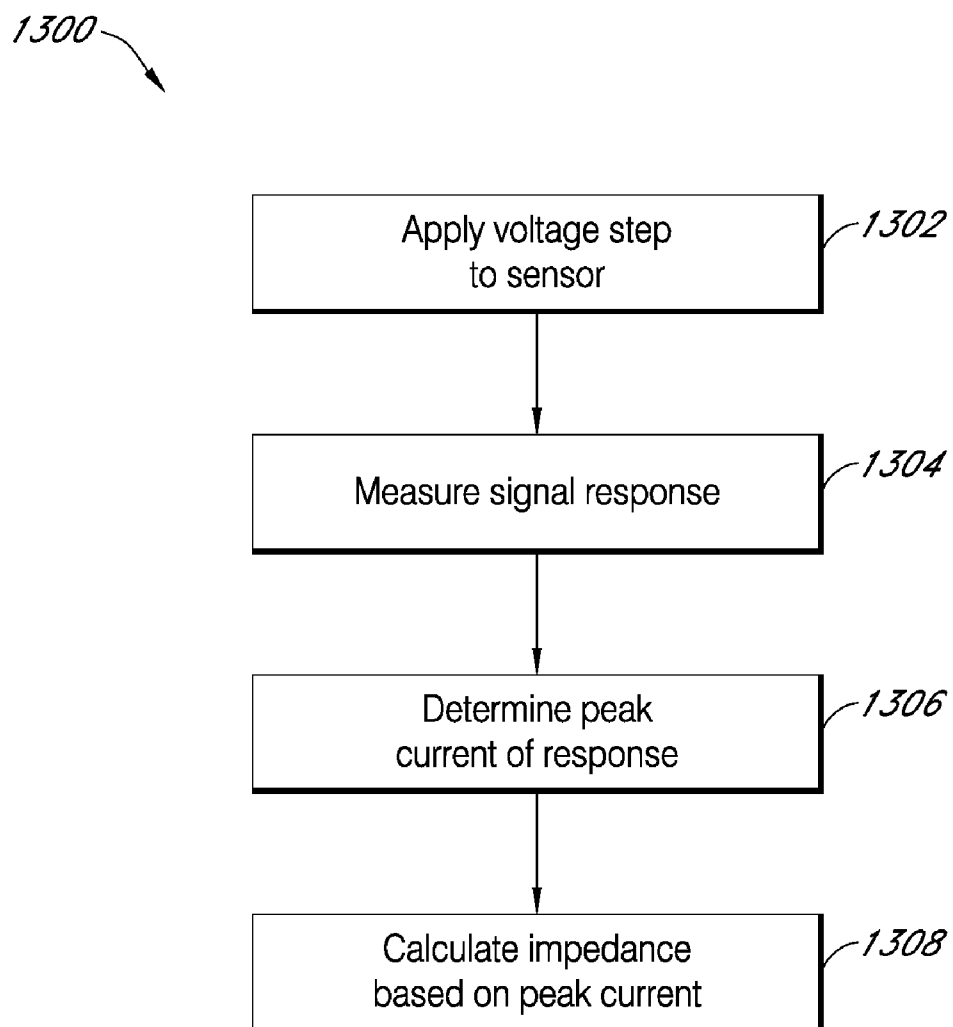 1300
Apply voltage step
to sensor
1302
Measure signal response
1304
Determine peak
current of response
1306
Calculate impedance
based on peak current
1308